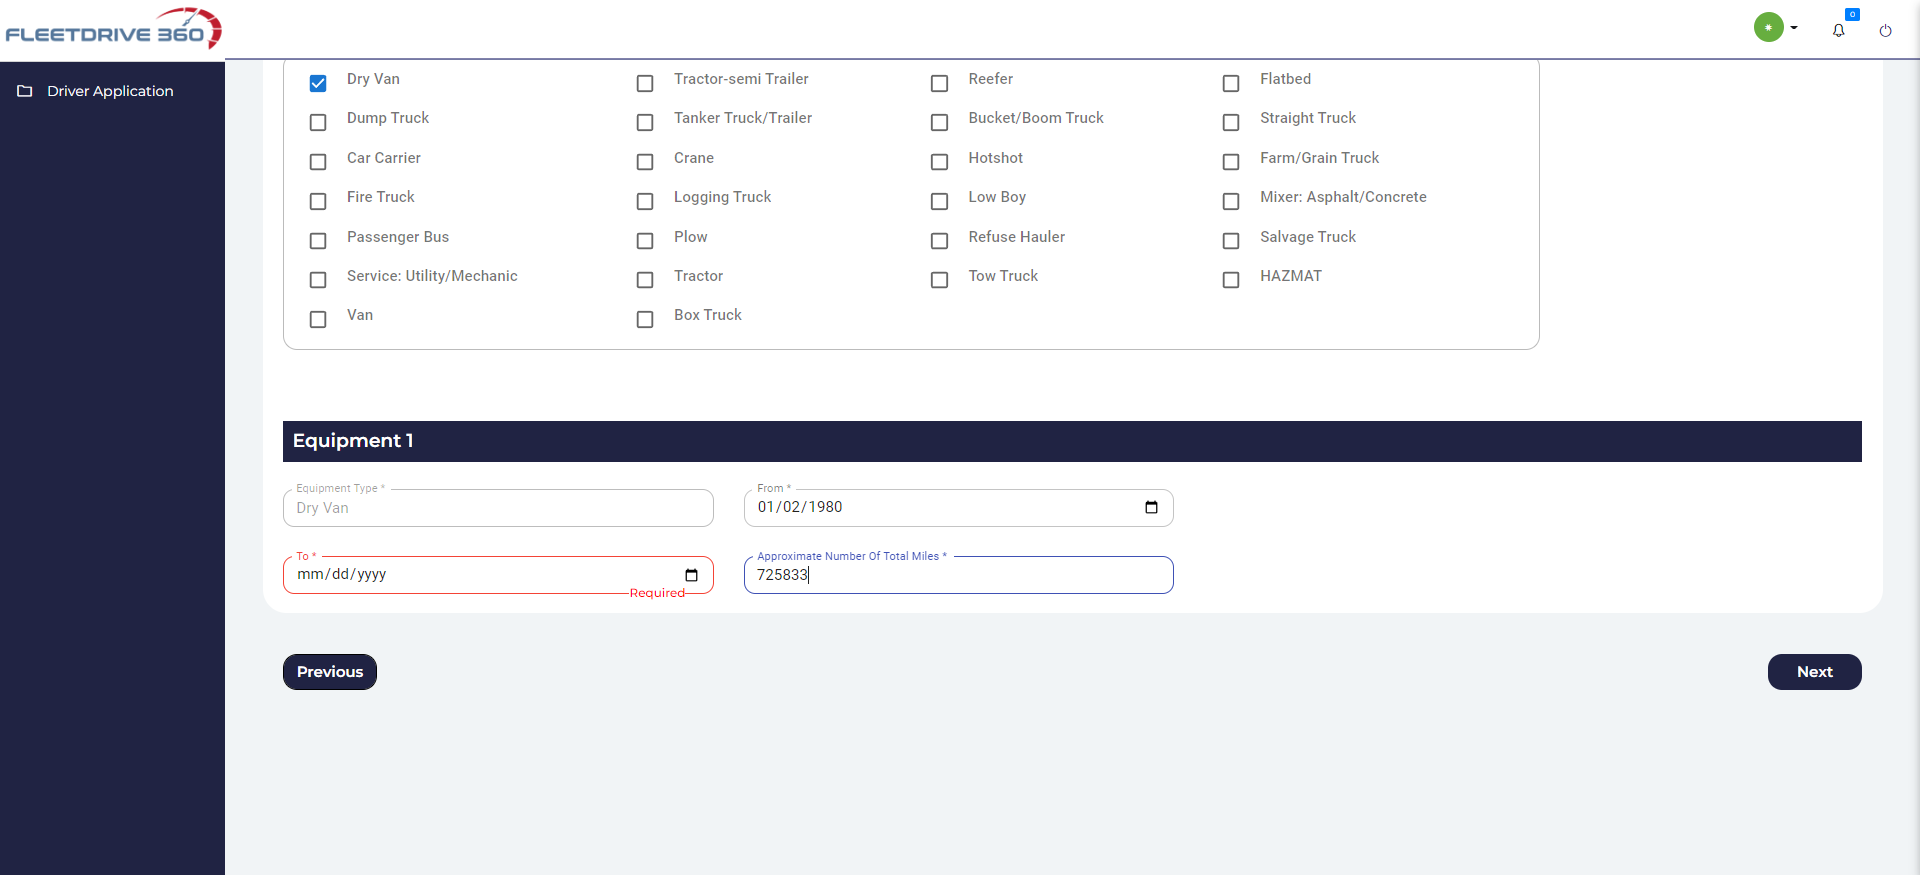 FLEETDRIVE 360
0
Driver Application
Dry Van
Tractor-semi Trailer
Reefer
Flatbed
Dump Truck
Tanker Truck/Trailer
Bucket/Boom Truck
Straight Truck
Car Carrier
Crane
Hotshot
Farm/Grain Truck
Fire Truck
Logging Truck
Low Boy
Mixer: Asphalt/Concrete
Passenger Bus
Plow
Refuse Hauler
Salvage Truck
Service: Utility/Mechanic
Tractor
Tow Truck
HAZMAT
Van
Box Truck
Equipment 1
Equipment Type *
Dry Van
From *
01/02/1980
To *
mm/dd/yyyy
Required
Approximate Number Of Total Miles *
725833
Previous
Next